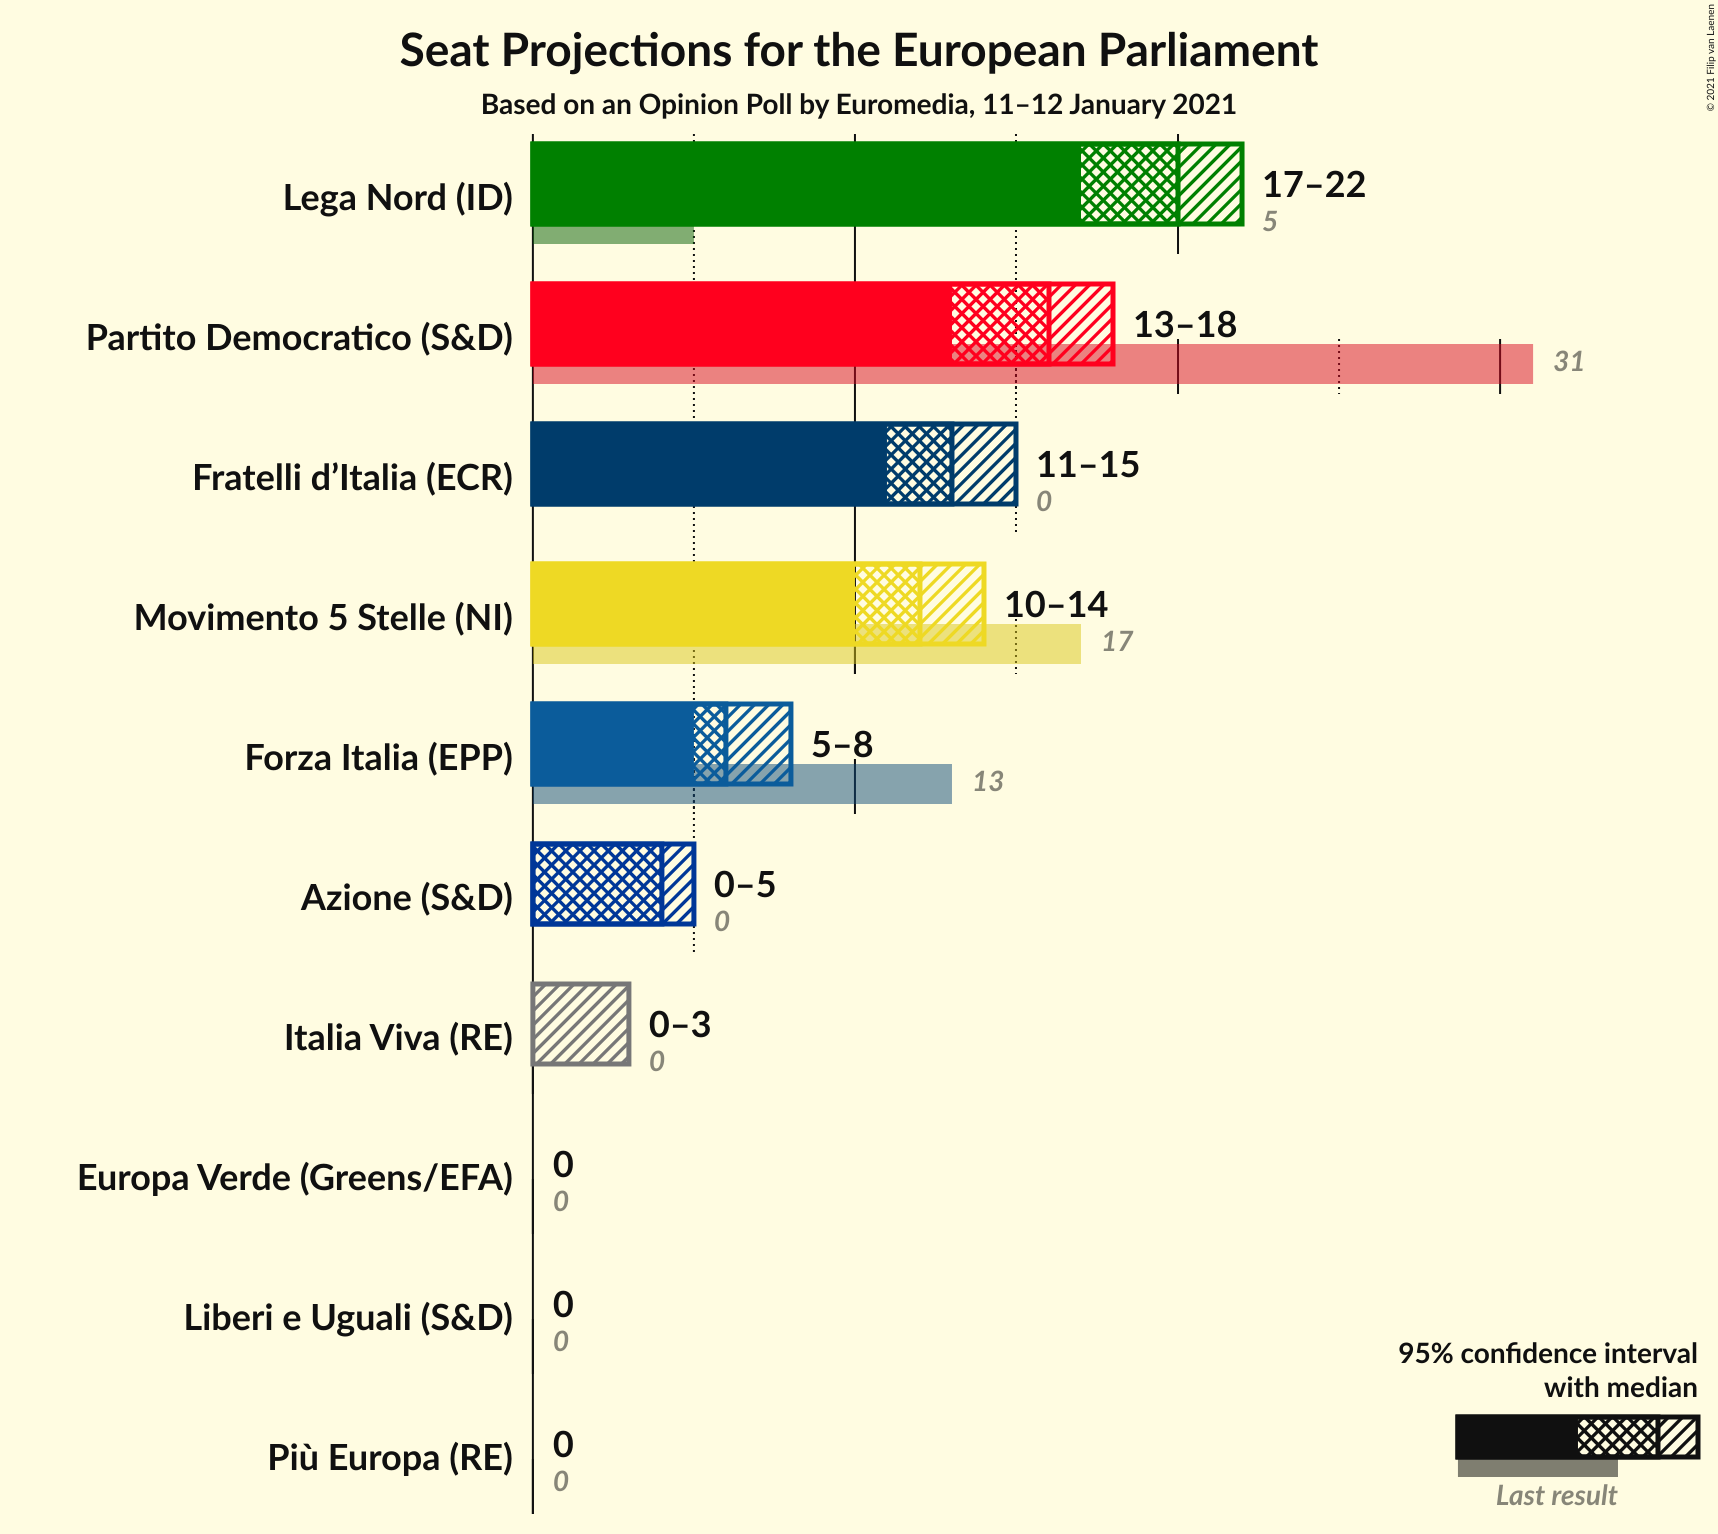 Seat Projections for the European Parliament
Based on an Opinion Poll by Euromedia, 11–12 January 2021
© 2021 Filip van Laenen
Lega Nord (ID)
17–22
5
Partito Democratico (S&D)
13–18
31
Fratelli d’Italia (ECR)
11–15
0
Movimento 5 Stelle (NI)
10–14
17
Forza Italia (EPP)
5–8
13
Azione (S&D)
0–5
0
Italia Viva (RE)
0–3
0
Europa Verde (Greens/EFA)
0
0
Liberi e Uguali (S&D)
0
0
Più Europa (RE)
0
0
95% confidence interval
with median
Last result